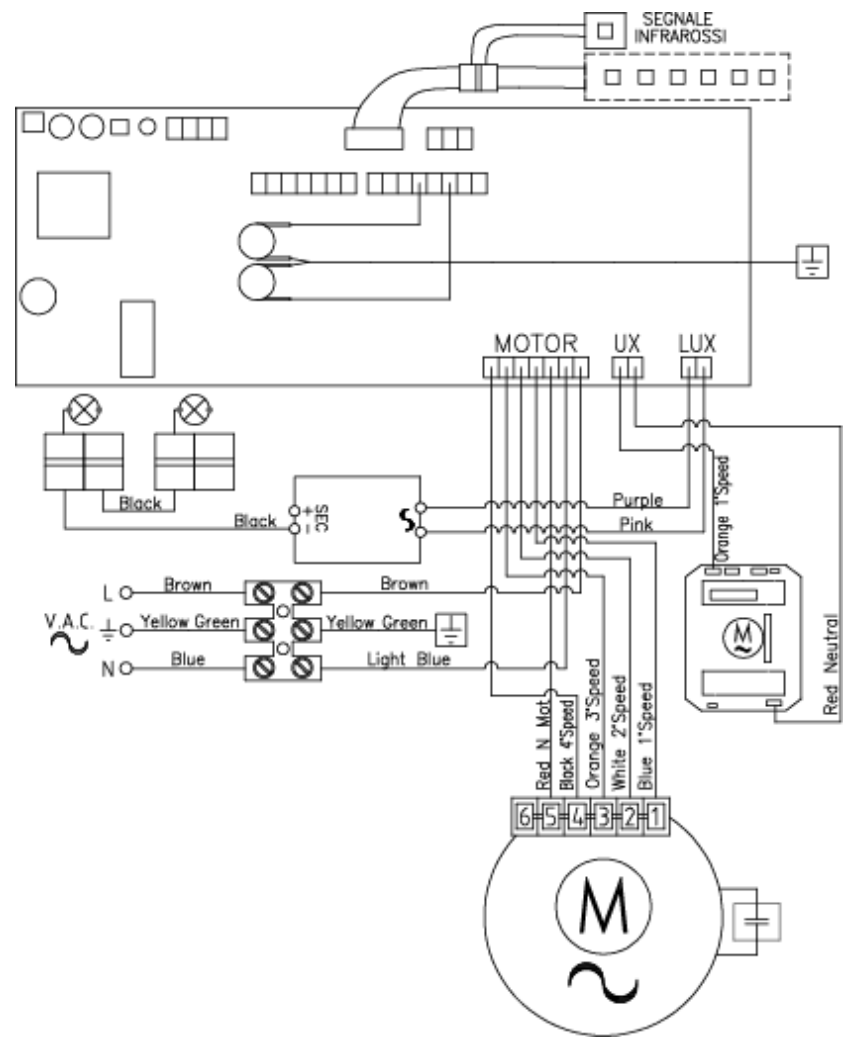 SEGNALE
INFRAROSSI
MOTOR
UX
LUX
Black
Black
+
SEC
–
Purple
Pink
Orange 1°Speed
L
Brown
Brown
V.A.C.
Yellow Green
Yellow Green
N
Blue
Light Blue
M
Red Neutral
Red N Mot
Black 4°Speed
Orange 3°Speed
White 2°Speed
Blue 1°Speed
6 5 4 3 2 1
M